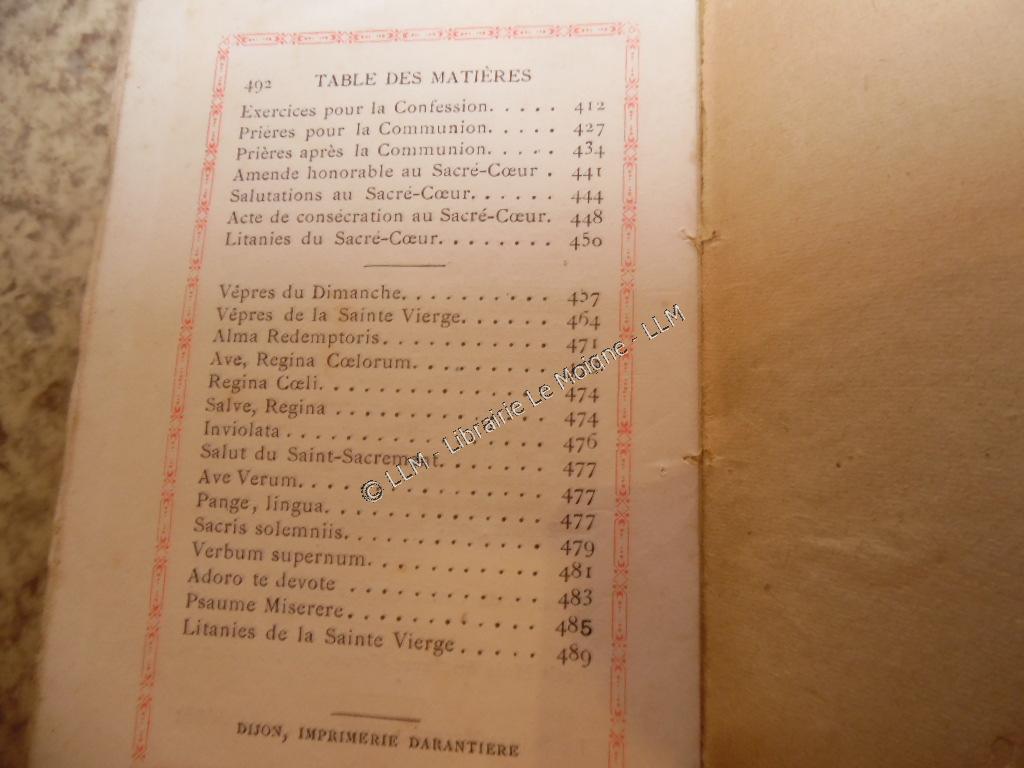 492 TABLE DES MATIÈRES
Exercices pour la Confession. . . . . 412
Prières pour la Communion. . . . . 427
Prières après la Communion. . . . . 434
Amende honorable au Sacré-Cœur . 441
Salutations au Sacré-Cœur. . . . . . 444
Acte de consécration au Sacré-Cœur. 448
Litanies du Sacré-Cœur. . . . . . . . 450
Vêpres du Dimanche. . . . . . . . . . 457
Vêpres de la Sainte Vierge. . . . . . 464
Alma Redemptoris. . . . . . . . . . . 471
Ave, Regina Cœlorum. . . . . . . . .
Regina Cœli. . . . . . . . . . . . . . 474
Salve, Regina . . . . . . . . . . . . . 474
Inviolata . . . . . . . . . . . . . . . 476
Salut du Saint-Sacrement. . . . . . . 477
Ave Verum. . . . . . . . . . . . . . . 477
Pange, lingua. . . . . . . . . . . . . 477
Sacris solemniis. . . . . . . . . . . . 479
Verbum supernum. . . . . . . . . . . 481
Adoro te devote . . . . . . . . . . . . 483
Psaume Miserere. . . . . . . . . . . . 485
Litanies de la Sainte Vierge . . . . . 489
DIJON, IMPRIMERIE DARANTIERE
© LLM - Librairie Le Moigne - LLM